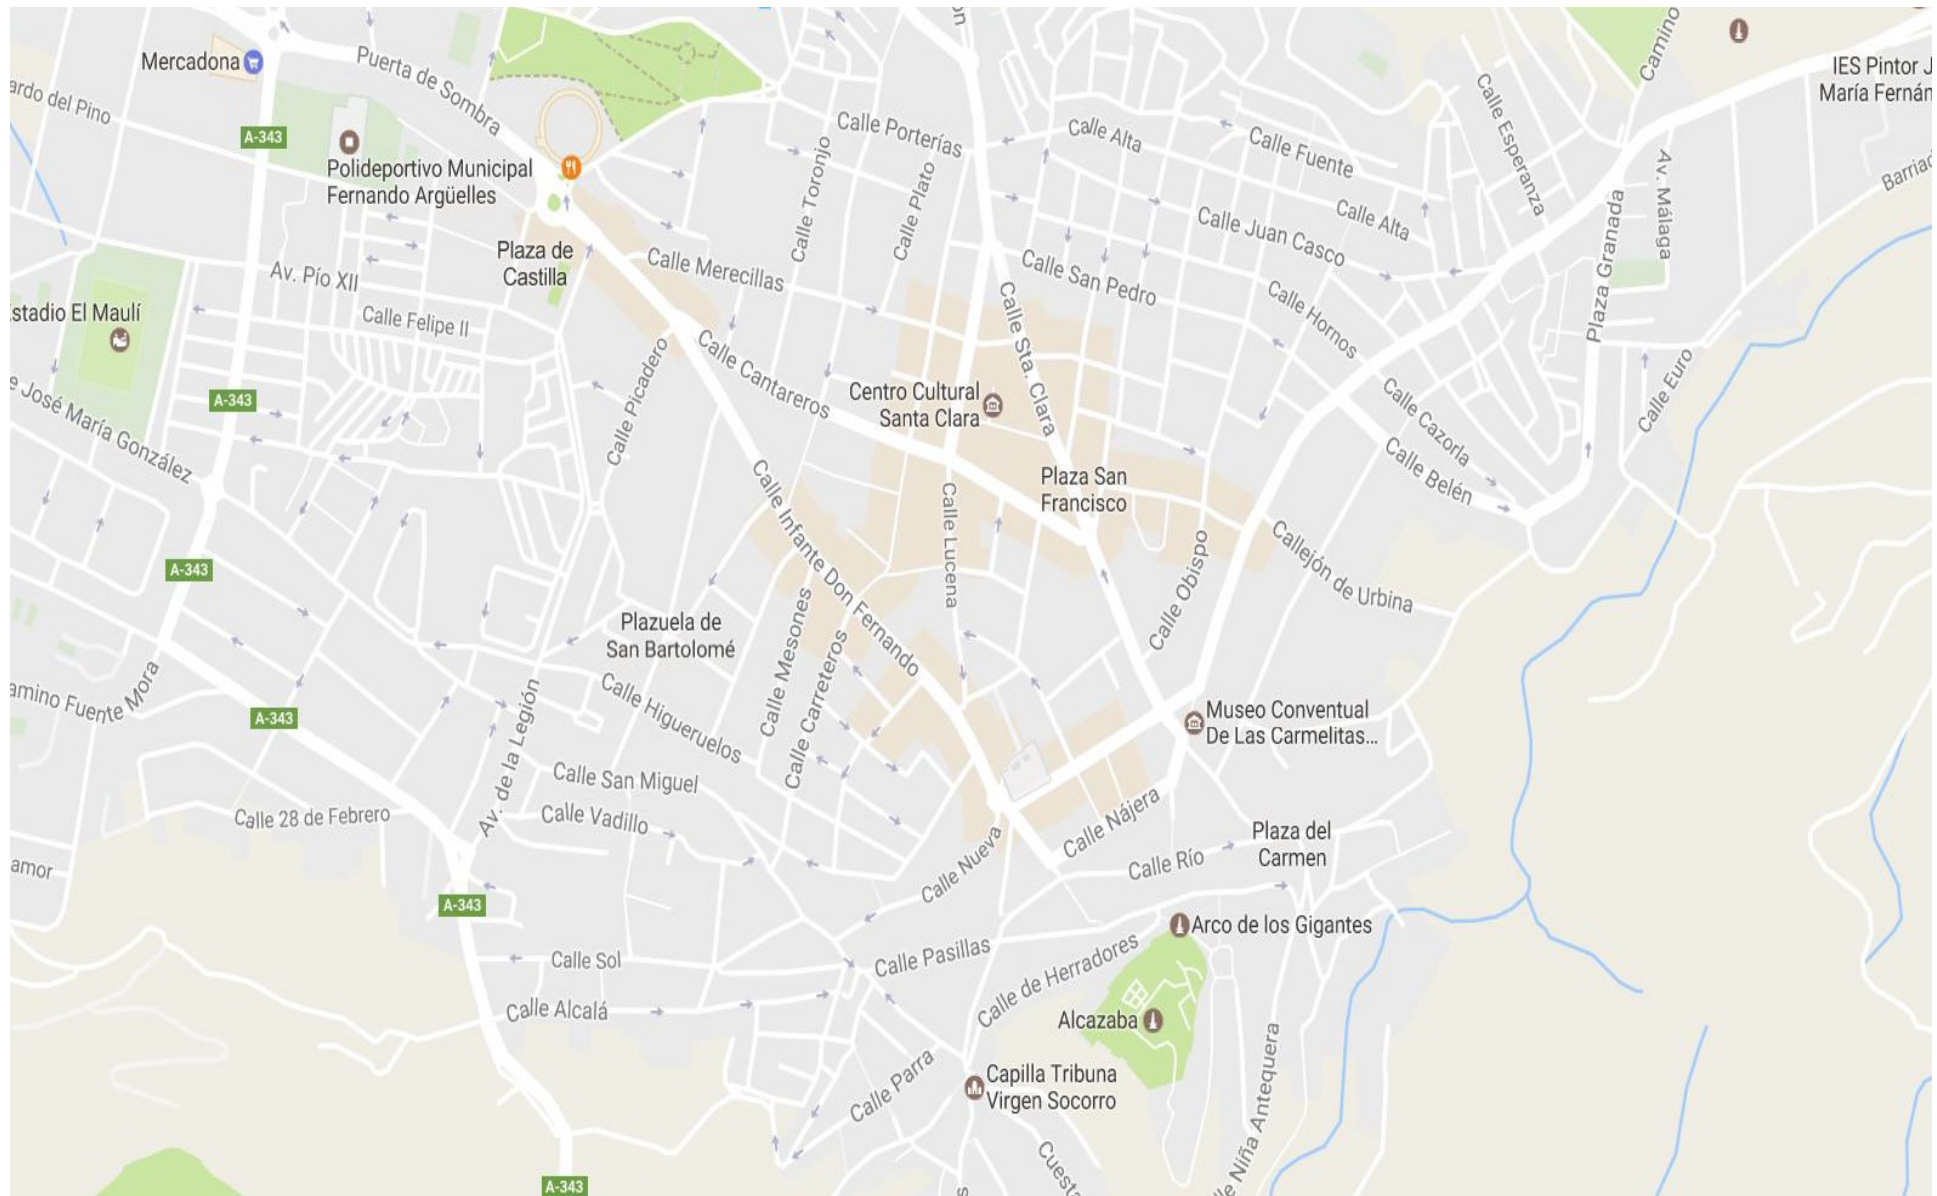 Mercadona
Puerta de Sombra
ardo del Pino
A-343
Polideportivo Municipal
Fernando Argüelles
Plaza de
Castilla
Av. Pío XII
Calle Felipe II
stadio El Maulí
A-343
e José María González
A-343
Calle Picadero
Calle Merecillas
Calle Toronjo
Calle Plato
Calle Porterías
on
Calle Alta
Calle Fuente
Calle Alta
Calle Juan Casco
Calle San Pedro
Calle Hornos
Calle Esperanza
Camino
IES Pintor J
María Fernán
Barriad
Av. Málaga
Plaza Granada
Calle Euro
Calle Cazorla
Calle Belén
Calle Sta. Clara
Calle Cantareros
Centro Cultural
Santa Clara
Plaza San
Francisco
Calle Lucena
Calle Infante Don Fernando
Calle Obispo
Callejón de Urbina
Plazuela de
San Bartolomé
Calle Mesones
Calle Carreteros
Calle Higueruelos
amino Fuente Mora
A-343
Av. de la Legión
Calle San Miguel
Calle Vadillo
Calle 28 de Febrero
amor
A-343
Museo Conventual
De Las Carmelitas...
Calle Nájera
Calle Nueva
Calle Río
Plaza del
Carmen
Arco de los Gigantes
Calle Pasillas
Calle de Herradores
Calle Sol
Calle Alcalá
Alcazaba
Calle Parra
Capilla Tribuna
Virgen Socorro
Cuesta
lle Niña Antequera
A-343
s